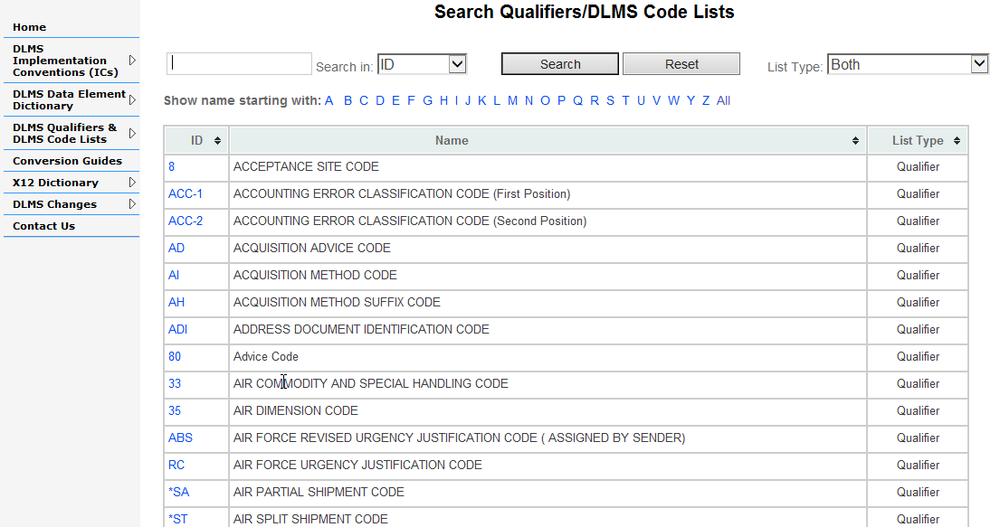 Search Qualifiers/DLMS Code Lists
Home
DLMS
Implementation
Conventions (ICs)
DLMS Data Element
Dictionary
DLMS Qualifiers &
DLMS Code Lists
Conversion Guides
X12 Dictionary
DLMS Changes
Contact Us
Search in: ID Search Reset List Type: Both
Show name starting with: A B C D E F G H I J K L M N O P Q R S T U V W Y Z All
ID Name List Type
8 ACCEPTANCE SITE CODE Qualifier
ACC-1 ACCOUNTING ERROR CLASSIFICATION CODE (First Position) Qualifier
ACC-2 ACCOUNTING ERROR CLASSIFICATION CODE (Second Position) Qualifier
AD ACQUISITION ADVICE CODE Qualifier
AI ACQUISITION METHOD CODE Qualifier
AH ACQUISITION METHOD SUFFIX CODE Qualifier
ADI ADDRESS DOCUMENT IDENTIFICATION CODE Qualifier
80 Advice Code Qualifier
33 AIR COMMODITY AND SPECIAL HANDLING CODE Qualifier
35 AIR DIMENSION CODE Qualifier
ABS AIR FORCE REVISED URGENCY JUSTIFICATION CODE ( ASSIGNED BY SENDER) Qualifier
RC AIR FORCE URGENCY JUSTIFICATION CODE Qualifier
*SA AIR PARTIAL SHIPMENT CODE Qualifier
*ST AIR SPLIT SHIPMENT CODE Qualifier